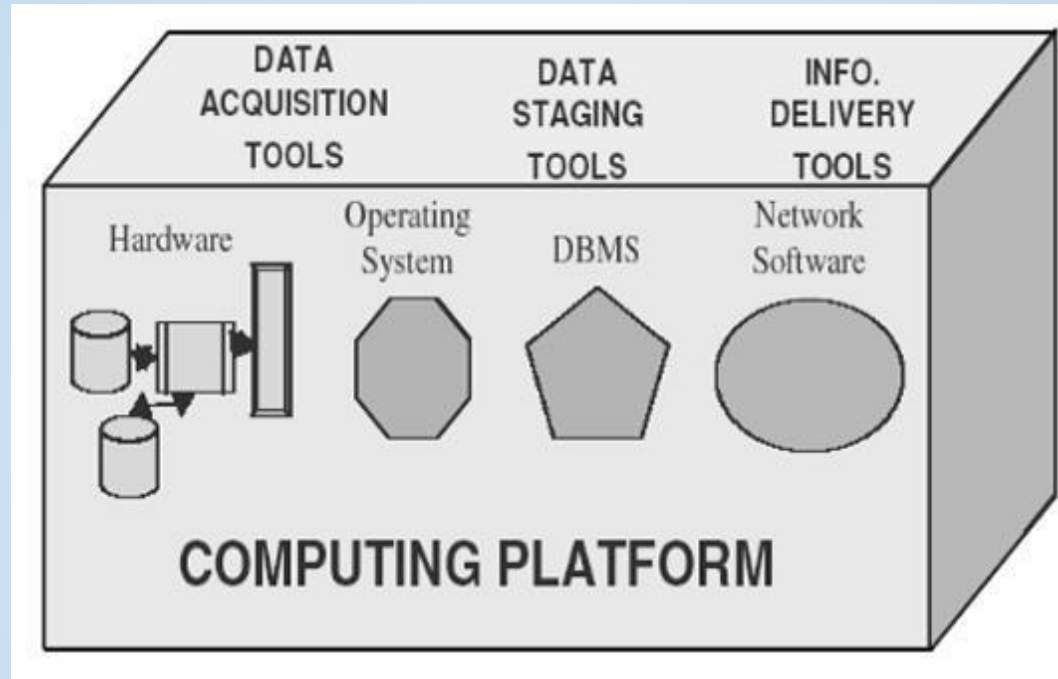 DATA
ACQUISITION
TOOLS
DATA
STAGING
TOOLS
INFO.
DELIVERY
TOOLS
Hardware
Operating
System
DBMS
Network
Software
COMPUTING PLATFORM